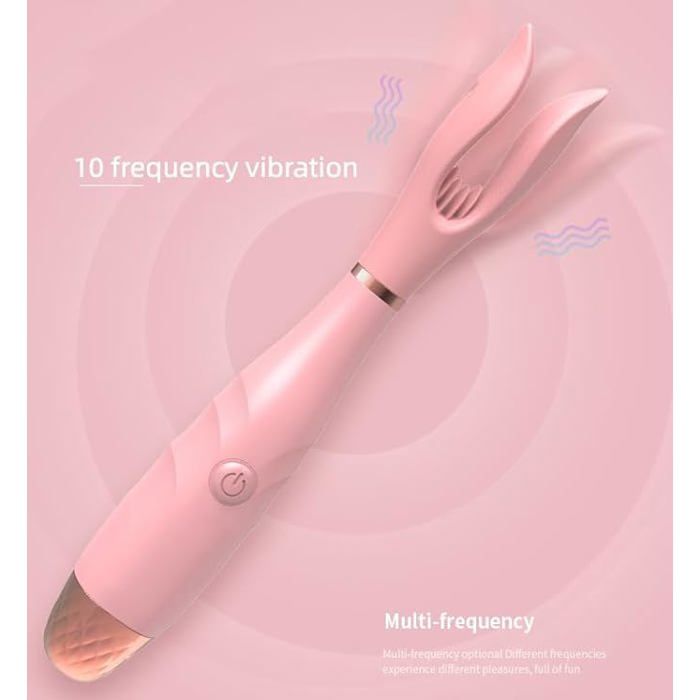 10 frequency vibration
Multi-frequency
Multi-frequency optional Different frequencies
experience different pleasures, full of fun